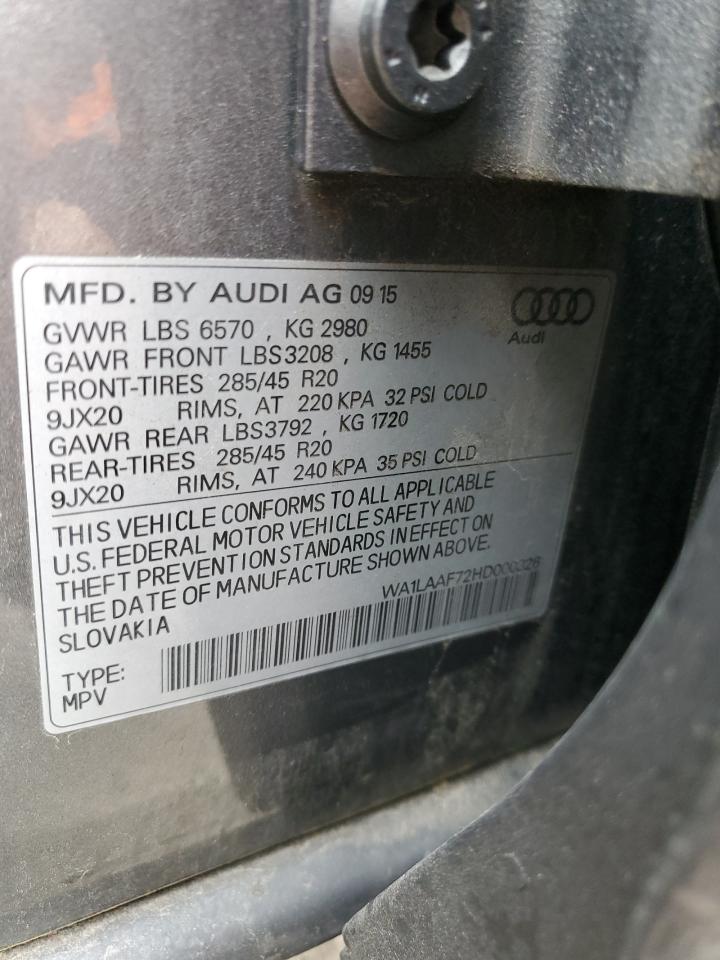 MFD. BY AUDI AG 09 15
Audi
GVWR LBS 6570 , KG 2980
GAWR FRONT LBS3208 , KG 1455
FRONT-TIRES 285/45 R20
9JX20 RIMS, AT 220 KPA 32 PSI COLD
GAWR REAR LBS3792 , KG 1720
REAR-TIRES 285/45 R20
9JX20 RIMS, AT 240 KPA 35 PSI COLD
THIS VEHICLE CONFORMS TO ALL APPLICABLE
U.S. FEDERAL MOTOR VEHICLE SAFETY AND
THEFT PREVENTION STANDARDS IN EFFECT ON
THE DATE OF MANUFACTURE SHOWN ABOVE.
SLOVAKIA
WA1LAAF72HD000326
TYPE:
MPV